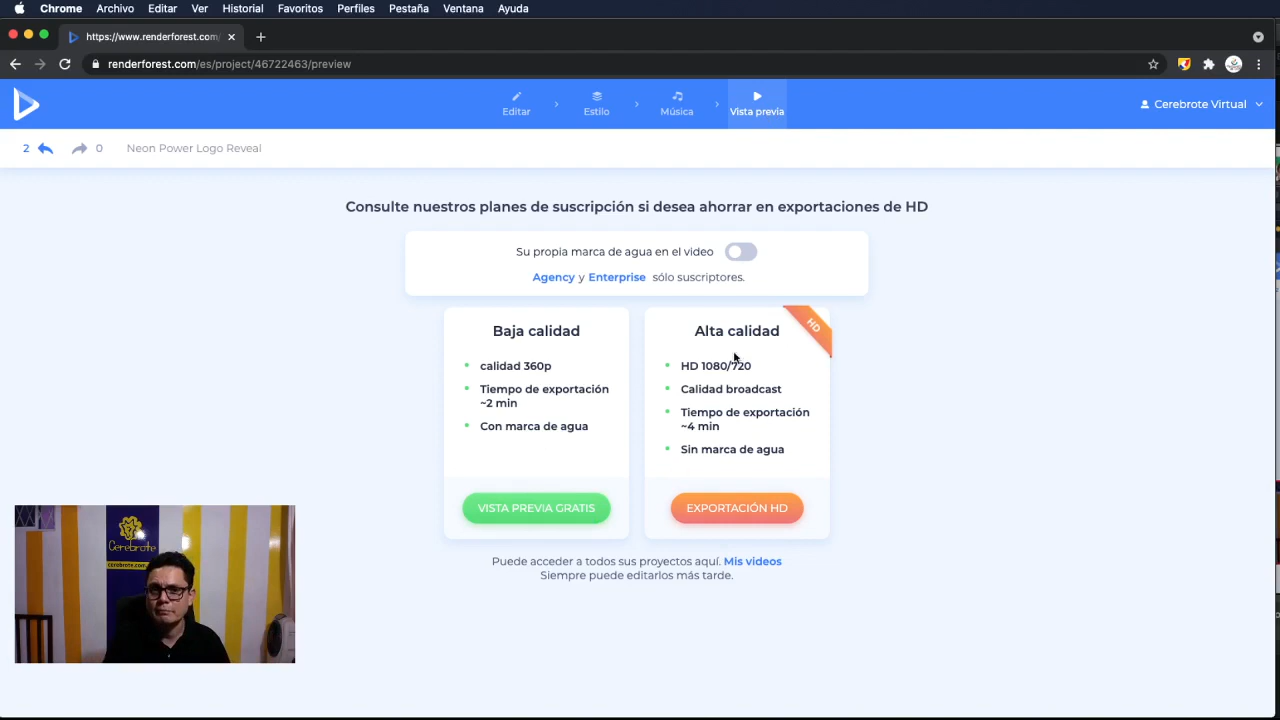 Chrome Archivo Editar Ver Historial Favoritos Perfiles Pestaña Ventana Ayuda
https://www.renderforest.com/
renderforest.com/es/project/46722463/preview
Editar Estilo Música Vista previa Cerebrote Virtual
2 0 Neon Power Logo Reveal
Consulte nuestros planes de suscripción si desea ahorrar en exportaciones de HD
Su propia marca de agua en el video
Agency y Enterprise sólo suscriptores.
Baja calidad
calidad 360p
Tiempo de exportación
~2 min
Con marca de agua
VISTA PREVIA GRATIS
Alta calidad
HD
HD 1080/720
Calidad broadcast
Tiempo de exportación
~4 min
Sin marca de agua
EXPORTACIÓN HD
Puede acceder a todos sus proyectos aquí. Mis videos
Siempre puede editarlos más tarde.
Cerebrote